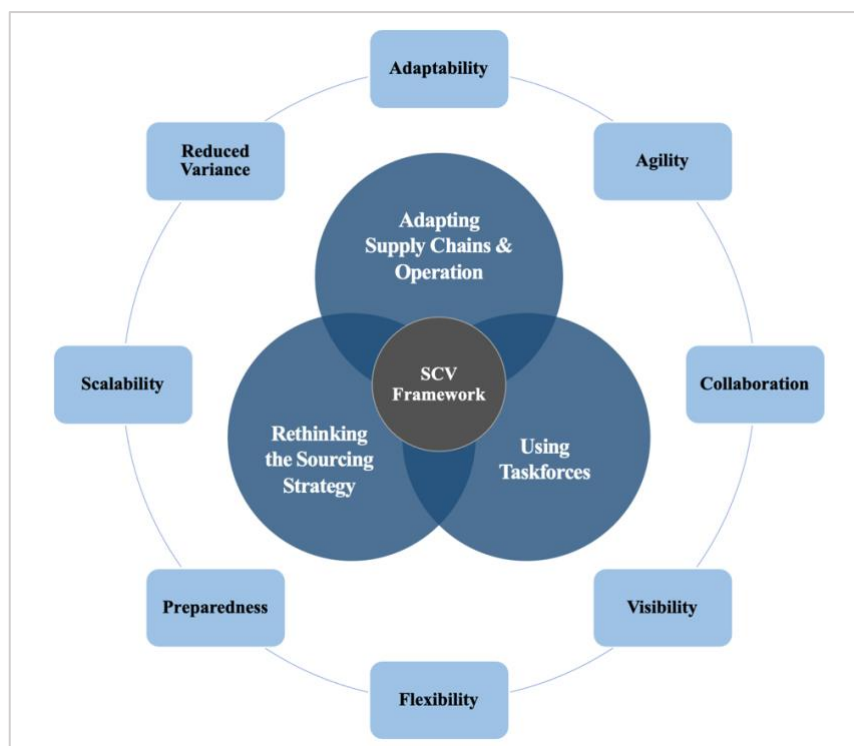 Adaptability
Reduced
Variance
Agility
Adapting
Supply Chains &
Operation
Scalability
SCV
Framework
Collaboration
Rethinking
the Sourcing
Strategy
Using
Taskforces
Preparedness
Visibility
Flexibility